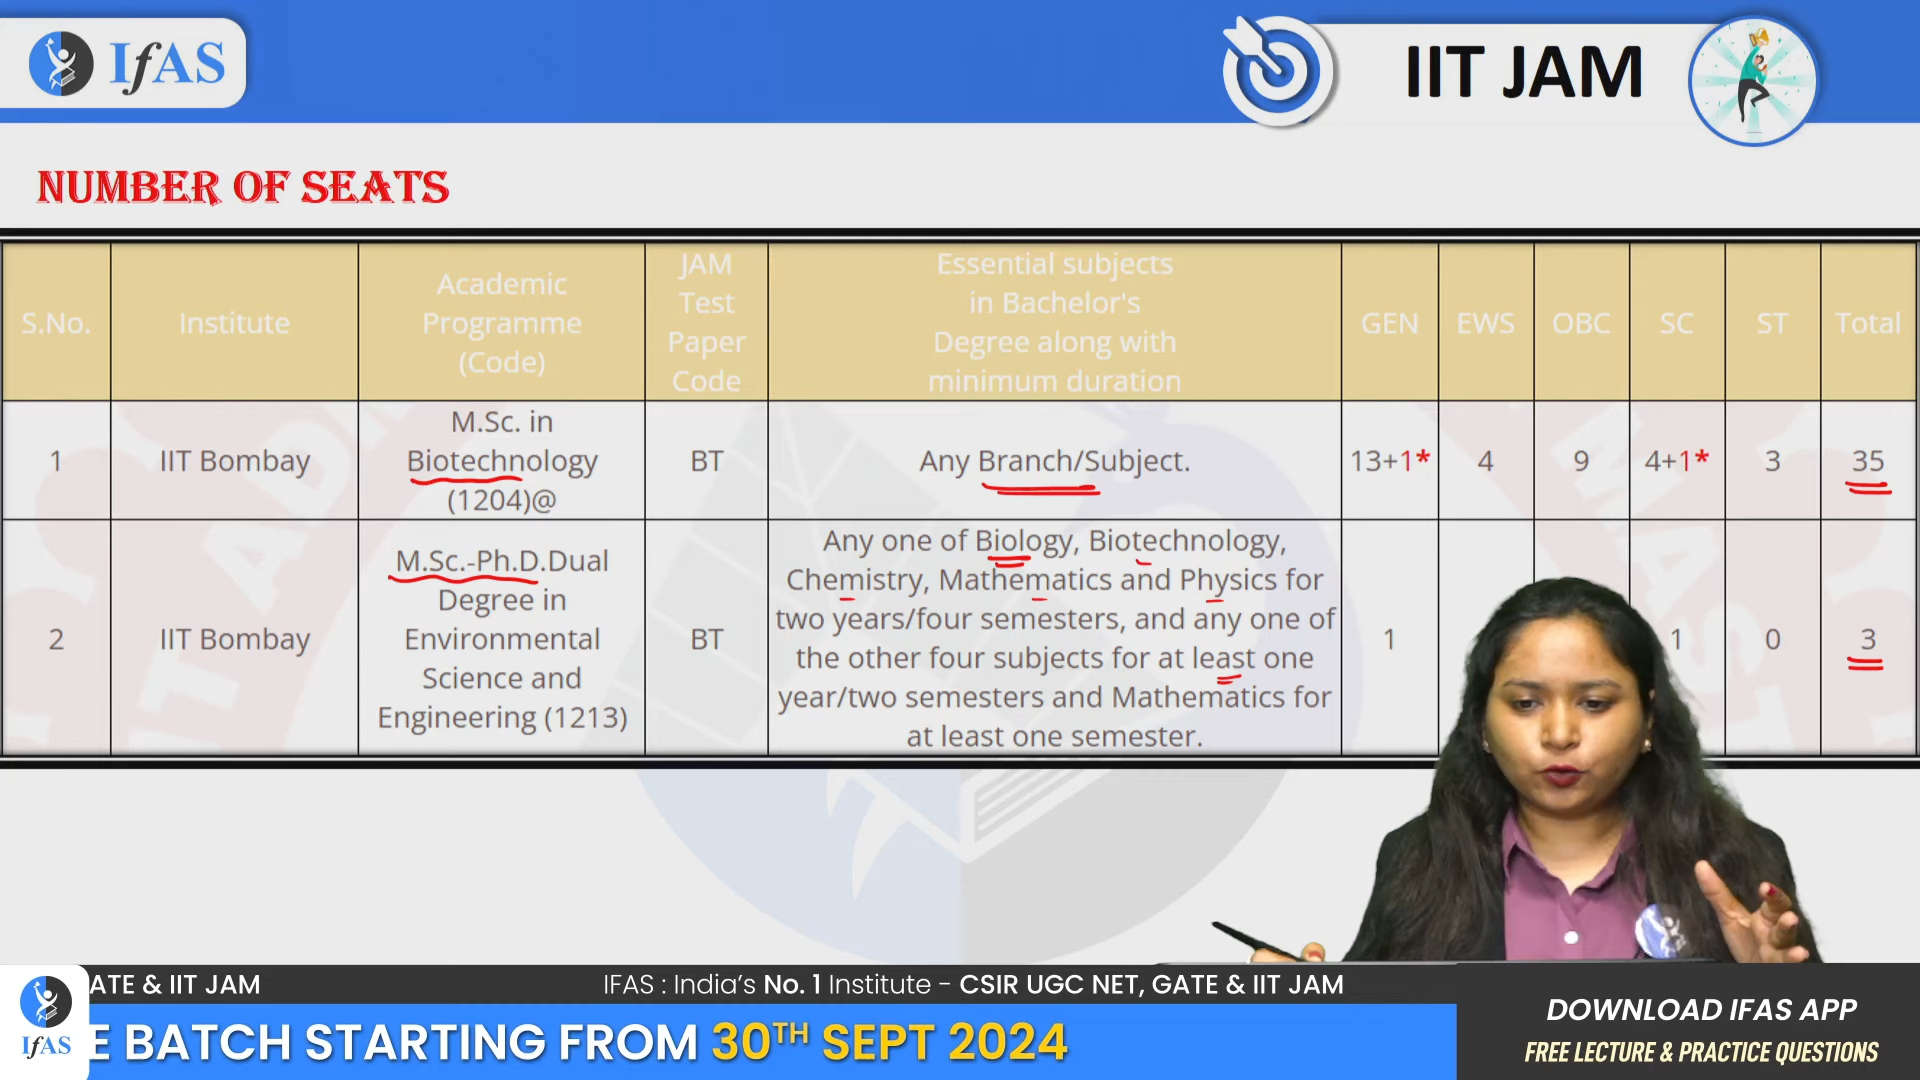 IfAS
IIT JAM
NUMBER OF SEATS
S.No.
Institute
Academic
Programme
(Code)
JAM
Test
Paper
Code
Essential subjects
in Bachelor's
Degree along with
minimum duration
GEN
EWS
OBC
SC
ST
Total
1
IIT Bombay
M.Sc. in
Biotechnology
(1204)@
BT
Any Branch/Subject.
13+1*
4
9
4+1*
3
35
2
IIT Bombay
M.Sc.-Ph.D.Dual
Degree in
Environmental
Science and
Engineering (1213)
BT
Any one of Biology, Biotechnology,
Chemistry, Mathematics and Physics for
two years/four semesters, and any one of
the other four subjects for at least one
year/two semesters and Mathematics for
at least one semester.
1
1
0
3
ATE & IIT JAM
IFAS : India's No. 1 Institute - CSIR UGC NET, GATE & IIT JAM
IfAS
E BATCH STARTING FROM 30TH SEPT 2024
DOWNLOAD IFAS APP
FREE LECTURE & PRACTICE QUESTIONS